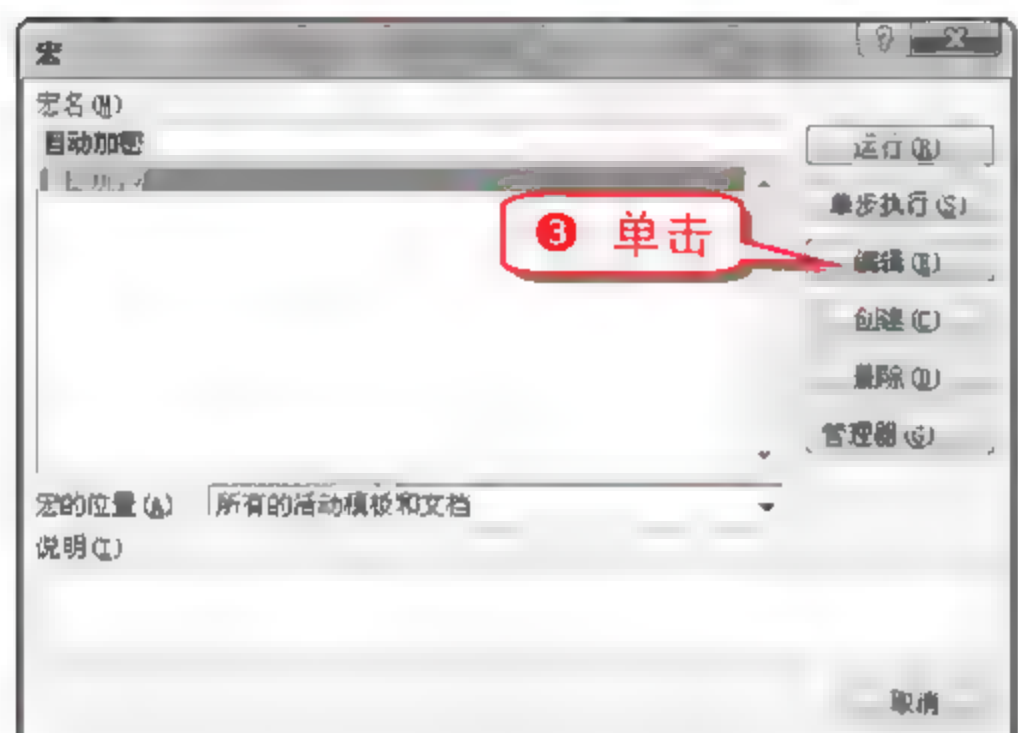 宏
宏名(M)
自动加密
运行(R)
单步执行(S)
❸ 单击
编辑(E)
创建(C)
删除(D)
管理器(G)
宏的位置(A) 所有的活动模板和文档
说明(I)
取消